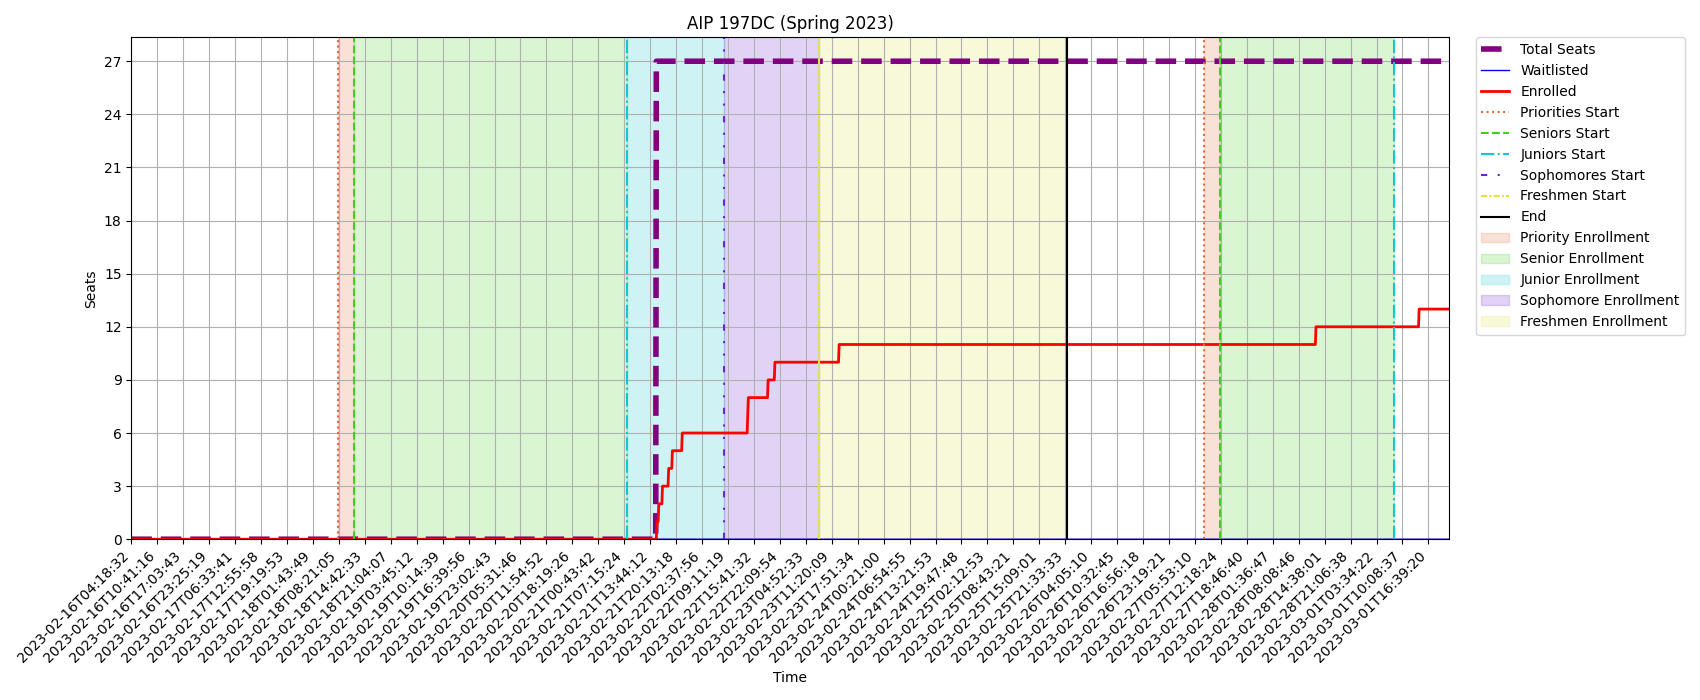 AIP 197DC (Spring 2023)
Seats
27
24
21
18
15
12
9
6
3
0
2023-02-16T04:18:32
2023-02-16T10:41:16
2023-02-16T17:03:43
2023-02-16T23:25:19
2023-02-17T06:33:41
2023-02-17T12:55:58
2023-02-17T19:19:53
2023-02-18T01:43:49
2023-02-18T08:21:05
2023-02-18T14:42:33
2023-02-18T21:04:07
2023-02-19T03:45:12
2023-02-19T10:14:39
2023-02-19T16:39:56
2023-02-19T23:02:43
2023-02-20T05:31:46
2023-02-20T11:54:52
2023-02-20T18:19:26
2023-02-21T00:43:42
2023-02-21T07:15:24
2023-02-21T13:44:12
2023-02-21T20:13:18
2023-02-22T02:37:56
2023-02-22T09:11:19
2023-02-22T15:41:32
2023-02-22T22:09:54
2023-02-23T04:52:33
2023-02-23T11:20:09
2023-02-23T17:51:34
2023-02-24T00:21:00
2023-02-24T06:54:55
2023-02-24T13:21:53
2023-02-24T19:47:48
2023-02-25T02:12:53
2023-02-25T08:43:21
2023-02-25T15:09:01
2023-02-25T21:33:33
2023-02-26T04:05:10
2023-02-26T10:32:45
2023-02-26T16:56:18
2023-02-26T23:19:21
2023-02-27T05:53:10
2023-02-27T12:18:24
2023-02-27T18:46:40
2023-02-28T01:36:47
2023-02-28T08:08:46
2023-02-28T14:38:01
2023-02-28T21:06:38
2023-03-01T03:34:22
2023-03-01T10:08:37
2023-03-01T16:39:20
Time
Total Seats
Waitlisted
Enrolled
Priorities Start
Seniors Start
Juniors Start
Sophomores Start
Freshmen Start
End
Priority Enrollment
Senior Enrollment
Junior Enrollment
Sophomore Enrollment
Freshmen Enrollment